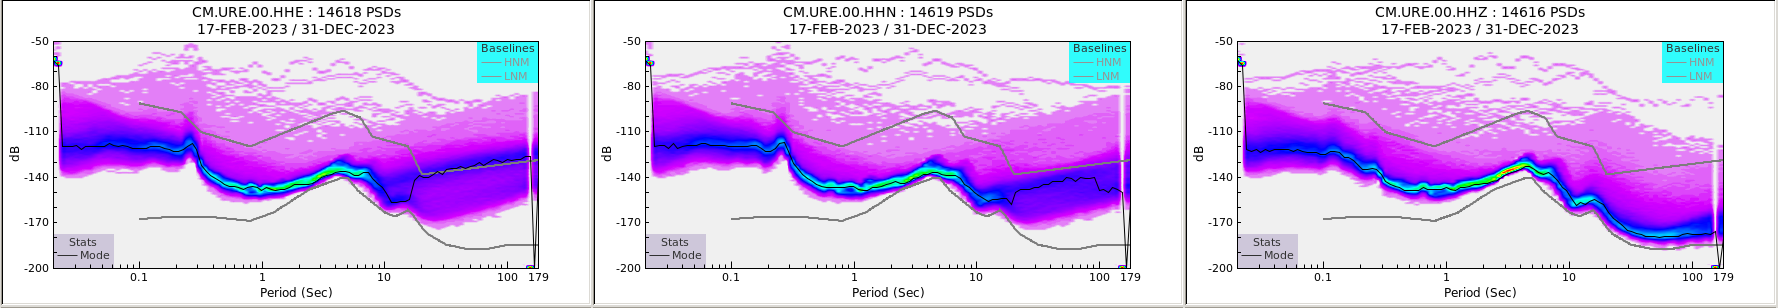 CM.URE.00.HHE : 14618 PSDs
17-FEB-2023 / 31-DEC-2023
-50
-80
-110
-140
-170
-200
dB
Baselines
HNM
LNM
Stats
Mode
0.1 1 10 100 179
Period (Sec)
CM.URE.00.HHN : 14619 PSDs
17-FEB-2023 / 31-DEC-2023
-50
-80
-110
-140
-170
-200
dB
Baselines
HNM
LNM
Stats
Mode
0.1 1 10 100 179
Period (Sec)
CM.URE.00.HHZ : 14616 PSDs
17-FEB-2023 / 31-DEC-2023
-50
-80
-110
-140
-170
-200
dB
Baselines
HNM
LNM
Stats
Mode
0.1 1 10 100 179
Period (Sec)